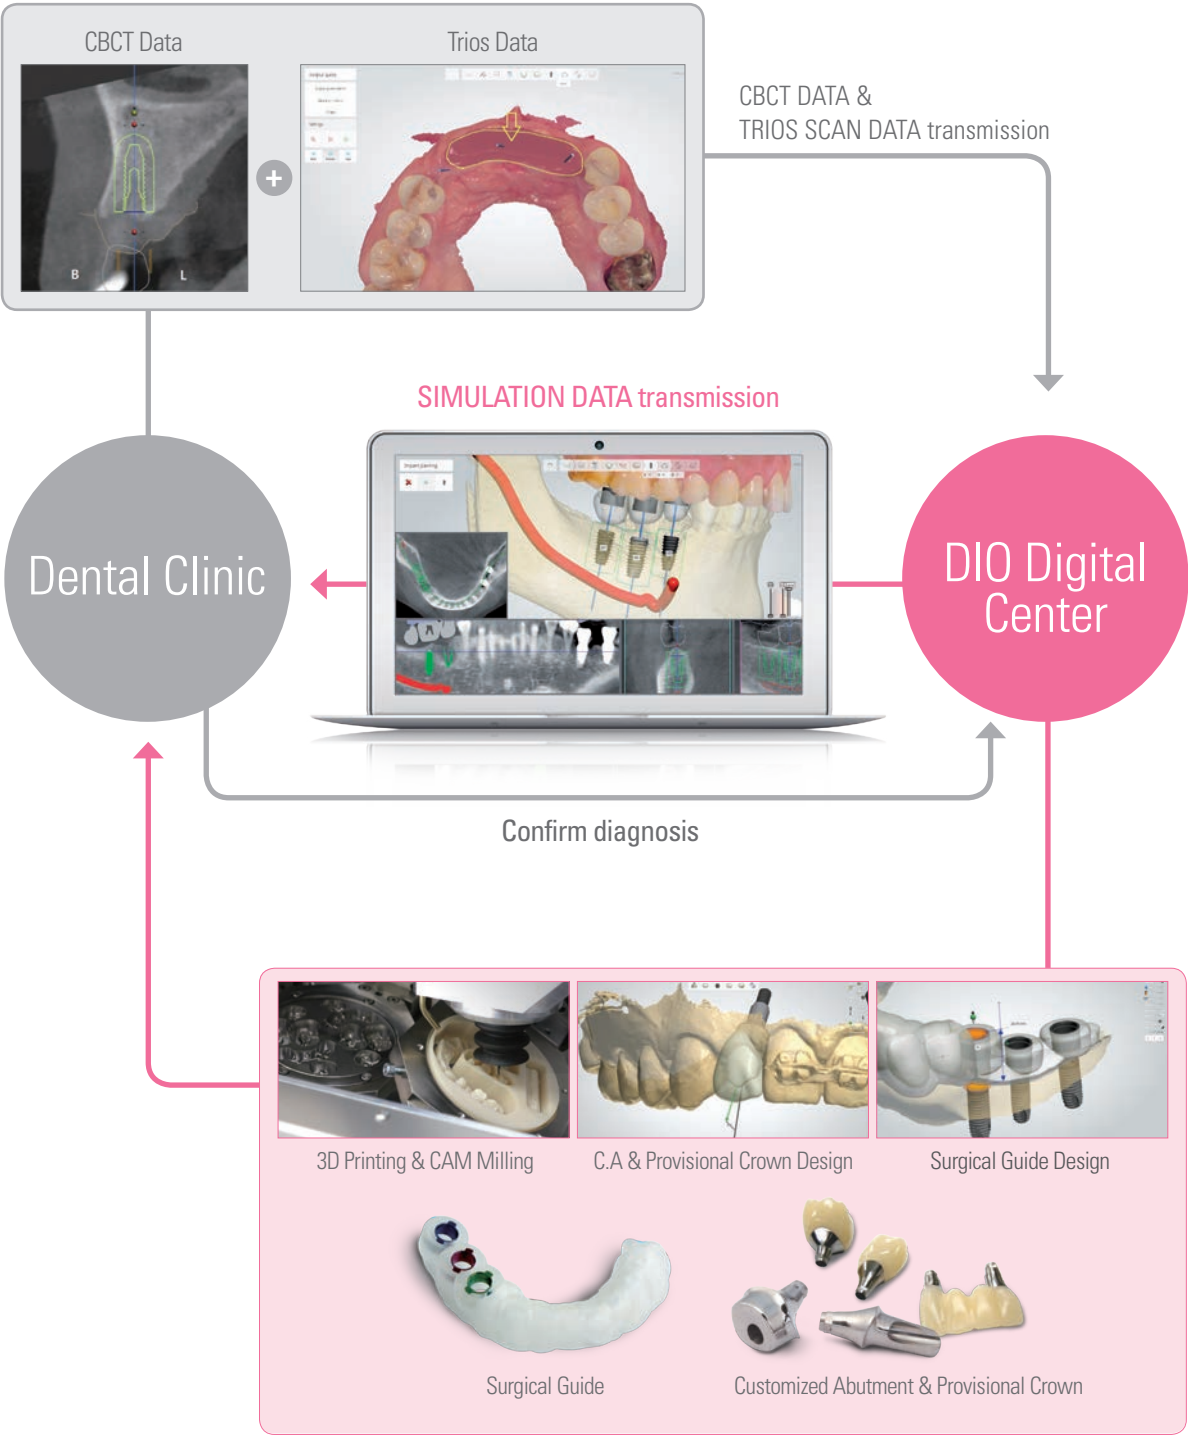 CBCT Data
Trios Data
B
L
CBCT DATA &
TRIOS SCAN DATA transmission
SIMULATION DATA transmission
Dental Clinic
DIO Digital
Center
Confirm diagnosis
3D Printing & CAM Milling
C.A & Provisional Crown Design
Surgical Guide Design
Surgical Guide
Customized Abutment & Provisional Crown